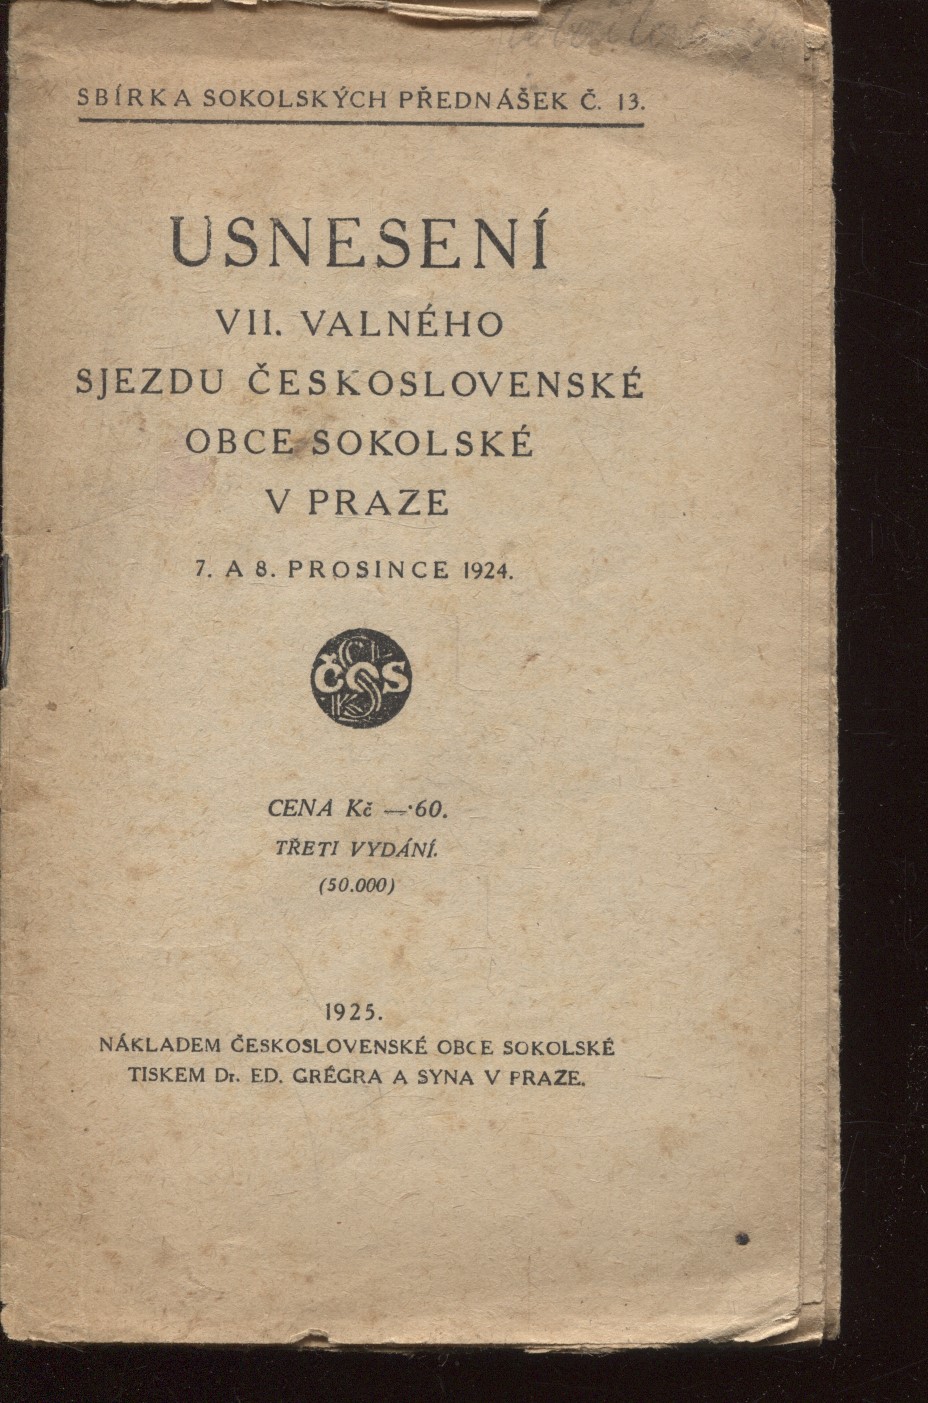 SBÍRKA SOKOLSKÝCH PŘEDNÁŠEK Č. 13.
USNESENÍ
VII. VALNÉHO
SJEZDU ČESKOSLOVENSKÉ
OBCE SOKOLSKÉ
V PRAZE
7. A 8. PROSINCE 1924.
ČOS
CENA Kč —·60.
TŘETI VYDÁNÍ.
(50.000)
1925.
NÁKLADEM ČESKOSLOVENSKÉ OBCE SOKOLSKÉ
TISKEM Dr. ED. GRÉGRA A SYNA V PRAZE.